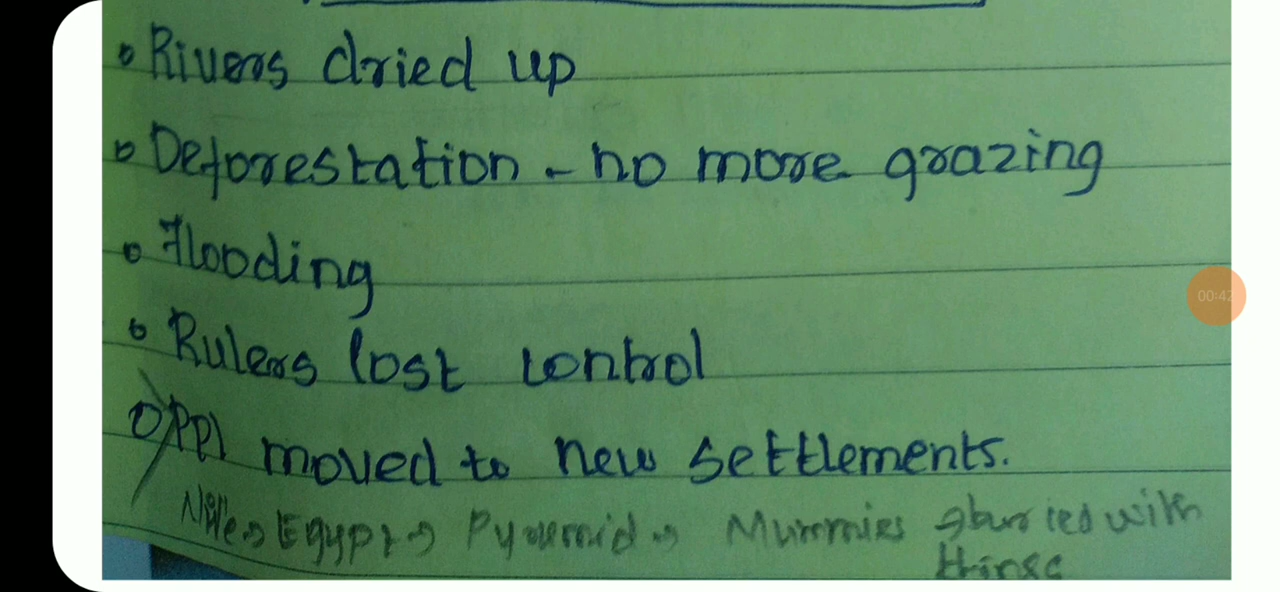 Rivers dried up
Deforestation - no more grazing
Flooding
Rulers lost control
Ppl moved to new settlements.
Nile → Egypt → Pyramid → Mummies → buried with
things
00:42